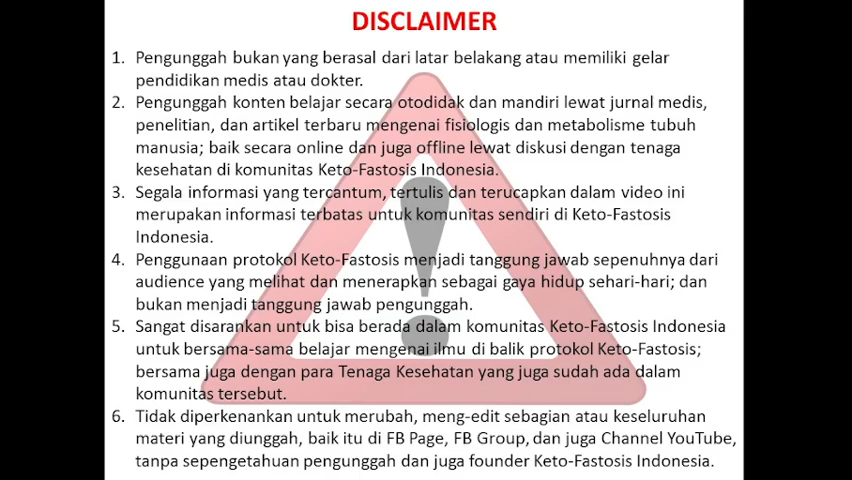 DISCLAIMER
1. Pengunggah bukan yang berasal dari latar belakang atau memiliki gelar
pendidikan medis atau dokter.
2. Pengunggah konten belajar secara otodidak dan mandiri lewat jurnal medis,
penelitian, dan artikel terbaru mengenai fisiologis dan metabolisme tubuh
manusia; baik secara online dan juga offline lewat diskusi dengan tenaga
kesehatan di komunitas Keto-Fastosis Indonesia.
3. Segala informasi yang tercantum, tertulis dan terucapkan dalam video ini
merupakan informasi terbatas untuk komunitas sendiri di Keto-Fastosis
Indonesia.
4. Penggunaan protokol Keto-Fastosis menjadi tanggung jawab sepenuhnya dari
audience yang melihat dan menerapkan sebagai gaya hidup sehari-hari; dan
bukan menjadi tanggung jawab pengunggah.
5. Sangat disarankan untuk bisa berada dalam komunitas Keto-Fastosis Indonesia
untuk bersama-sama belajar mengenai ilmu di balik protokol Keto-Fastosis;
bersama juga dengan para Tenaga Kesehatan yang juga sudah ada dalam
komunitas tersebut.
6. Tidak diperkenankan untuk merubah, meng-edit sebagian atau keseluruhan
materi yang diunggah, baik itu di FB Page, FB Group, dan juga Channel YouTube,
tanpa sepengetahuan pengunggah dan juga founder Keto-Fastosis Indonesia.